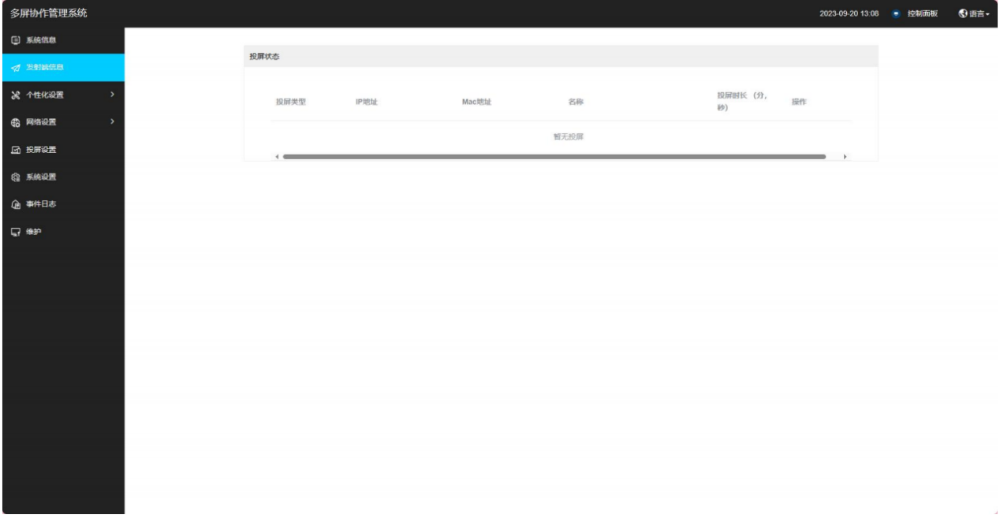 多屏协作管理系统
2023-09-20 13:08 控制面板 语言
系统信息
发射端信息
个性化设置
网络设置
投屏设置
系统设置
事件日志
维护
投屏状态
投屏类型 IP地址 Mac地址 名称 投屏时长（分，秒） 操作
暂无投屏